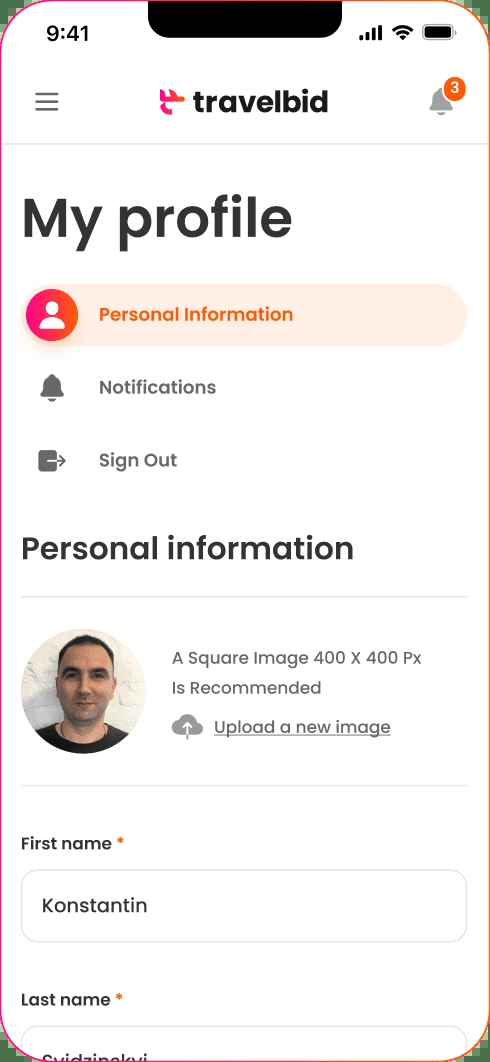 9:41
travelbid
3
My profile
Personal Information
Notifications
Sign Out
Personal information
A Square Image 400 X 400 Px
Is Recommended
Upload a new image
First name *
Konstantin
Last name *